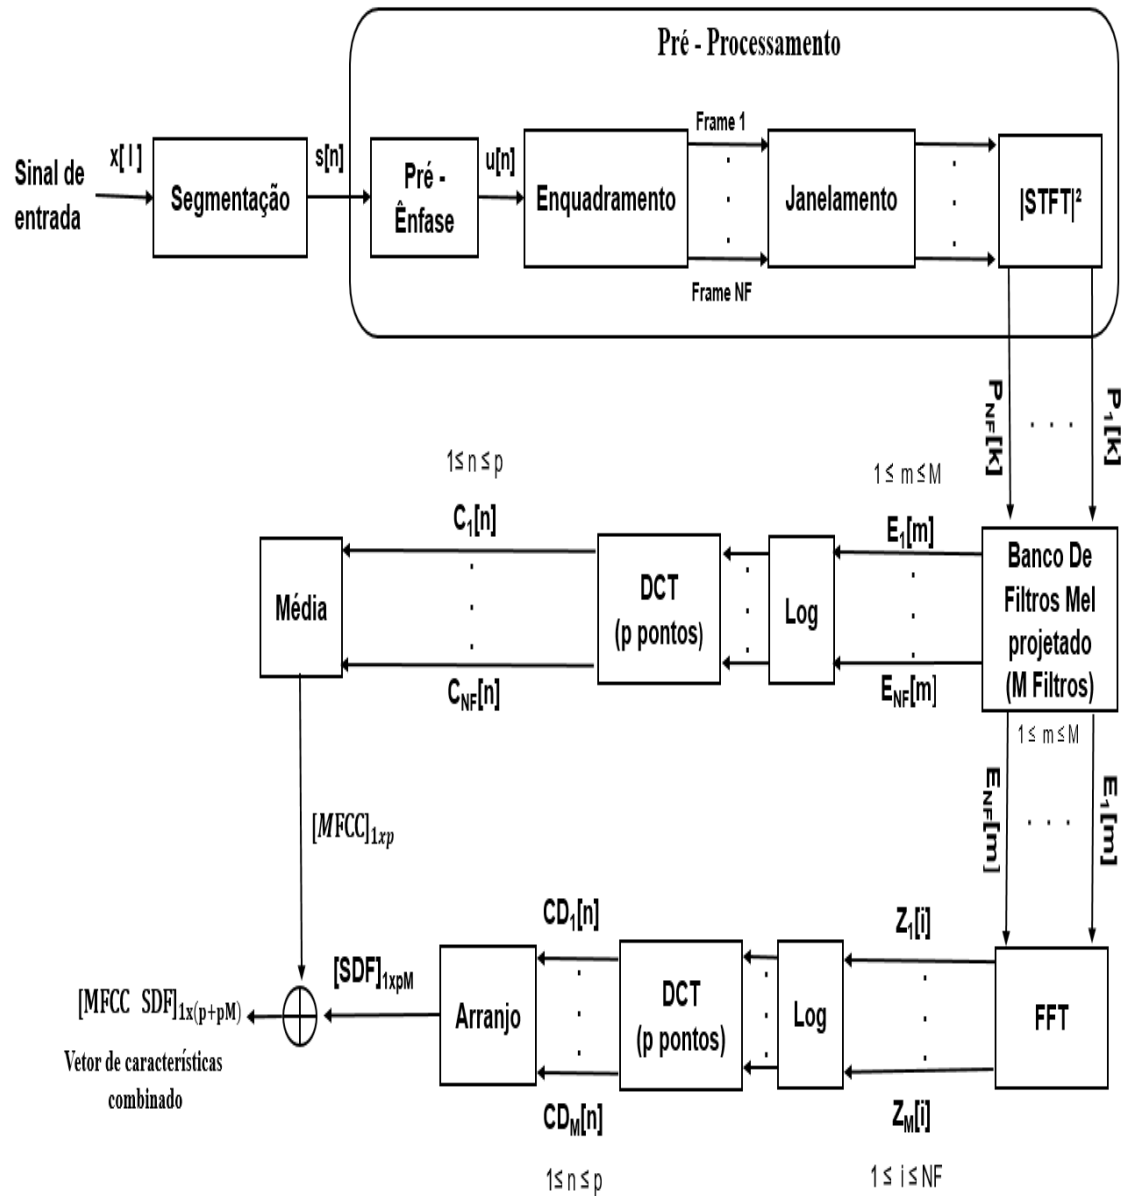 Pré - Processamento
Sinal de
entrada
x[ l ]
Segmentação
s[n]
Pré -
Ênfase
u[n]
Enquadramento
Frame 1
Frame NF
Janelamento
|STFT|²
P_NF[k]
P_1[k]
Banco De
Filtros Mel
projetado
(M Filtros)
1 ≤ m ≤ M
E_1[m]
E_NF[m]
Log
DCT
(p pontos)
1 ≤ n ≤ p
C_1[n]
C_NF[n]
Média
[MFCC]_1xp
1 ≤ m ≤ M
E_NF[m]
E_1[m]
FFT
Z_1[i]
Z_M[i]
1 ≤ i ≤ NF
Log
DCT
(p pontos)
CD_1[n]
CD_M[n]
1 ≤ n ≤ p
Arranjo
[SDF]_1xpM
[MFCC SDF]_1x(p+pM)
Vetor de características
combinado